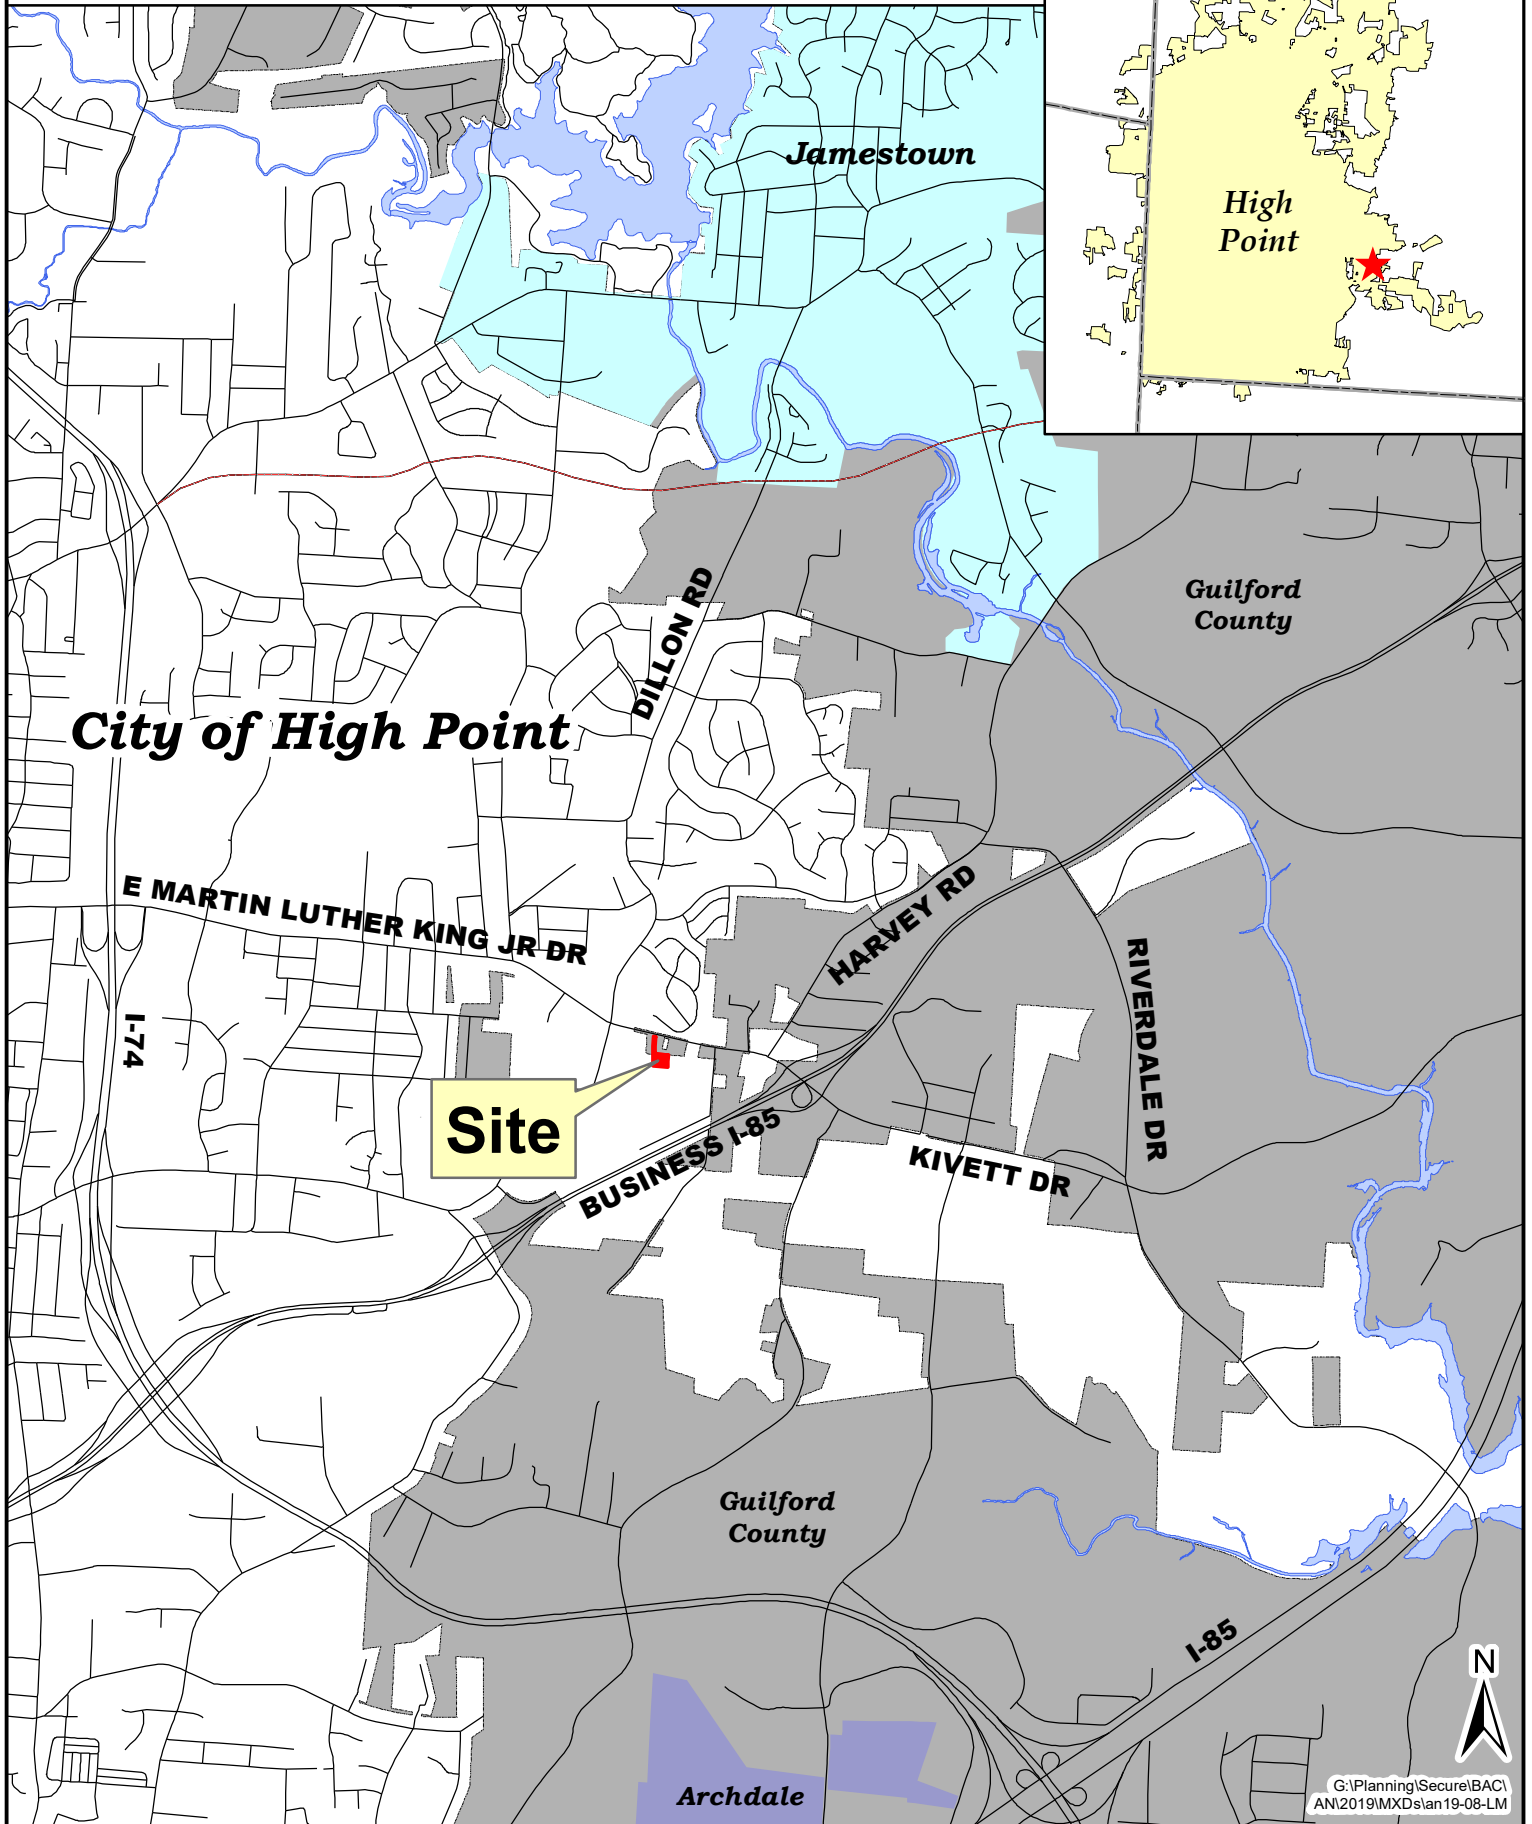 Jamestown
High
Point
Guilford
County
DILLON RD
City of High Point
E MARTIN LUTHER KING JR DR
HARVEY RD
RIVERDALE DR
I-74
Site
BUSINESS I-85
KIVETT DR
Guilford
County
I-85
N
Archdale
G:\Planning\Secure\BAC\
AN\2019\MXDs\an19-08-LM